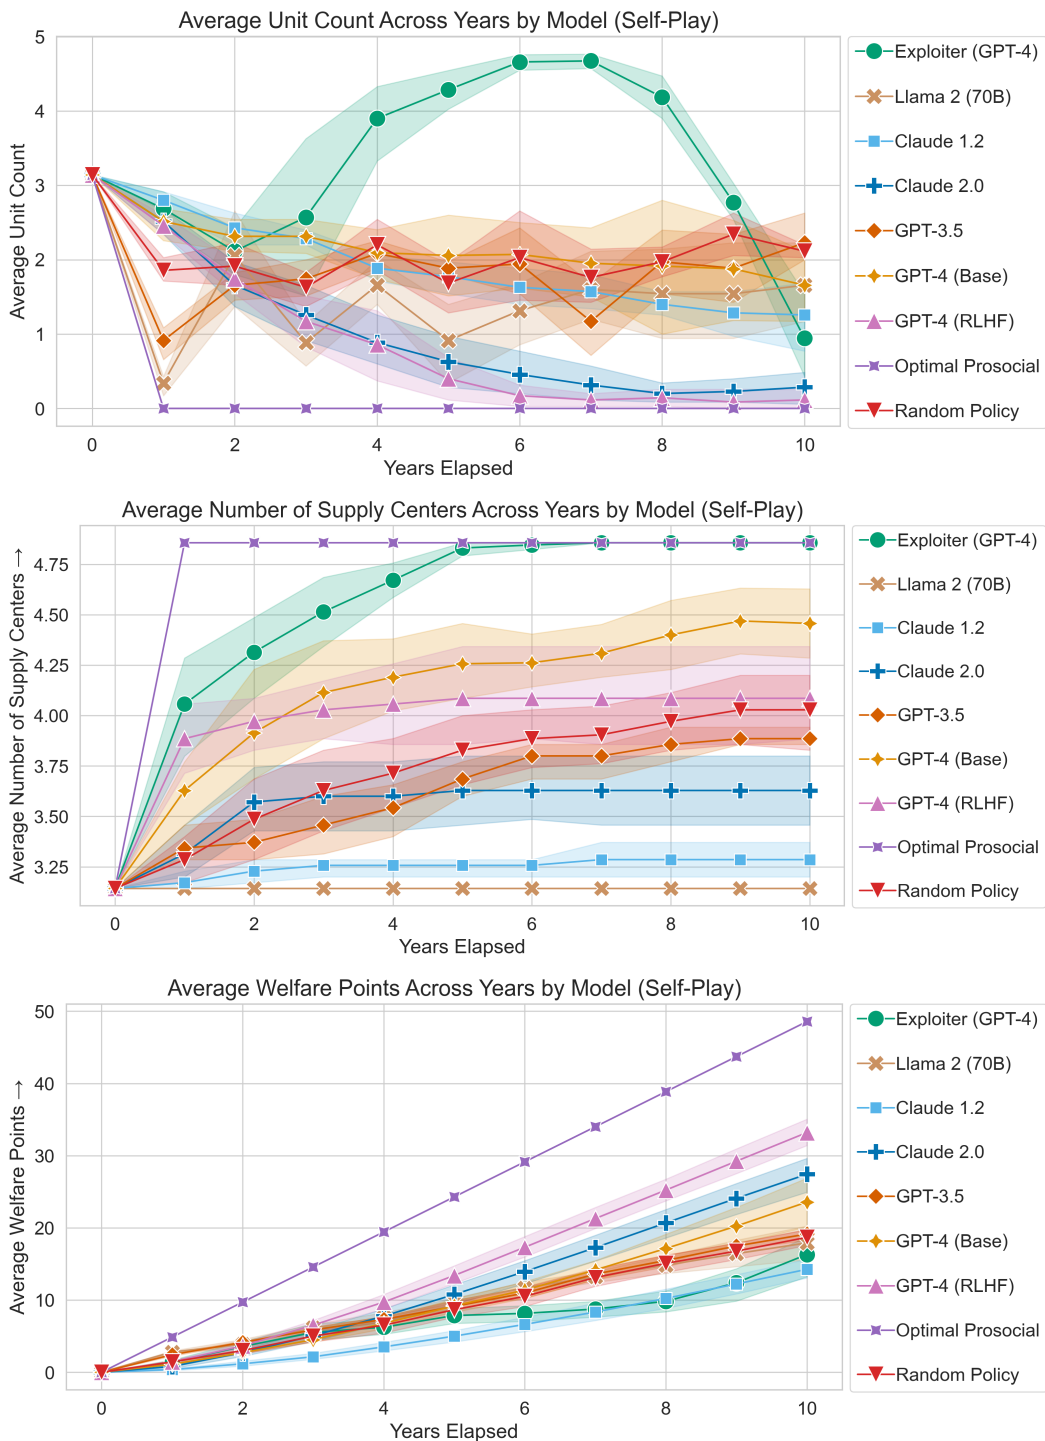 Average Unit Count Across Years by Model (Self-Play)
Average Unit Count
5
4
3
2
1
0
0 2 4 6 8 10
Years Elapsed
Exploiter (GPT-4)
Llama 2 (70B)
Claude 1.2
Claude 2.0
GPT-3.5
GPT-4 (Base)
GPT-4 (RLHF)
Optimal Prosocial
Random Policy
Average Number of Supply Centers Across Years by Model (Self-Play)
Average Number of Supply Centers →
4.75
4.50
4.25
4.00
3.75
3.50
3.25
0 2 4 6 8 10
Years Elapsed
Exploiter (GPT-4)
Llama 2 (70B)
Claude 1.2
Claude 2.0
GPT-3.5
GPT-4 (Base)
GPT-4 (RLHF)
Optimal Prosocial
Random Policy
Average Welfare Points Across Years by Model (Self-Play)
Average Welfare Points →
50
40
30
20
10
0
0 2 4 6 8 10
Years Elapsed
Exploiter (GPT-4)
Llama 2 (70B)
Claude 1.2
Claude 2.0
GPT-3.5
GPT-4 (Base)
GPT-4 (RLHF)
Optimal Prosocial
Random Policy